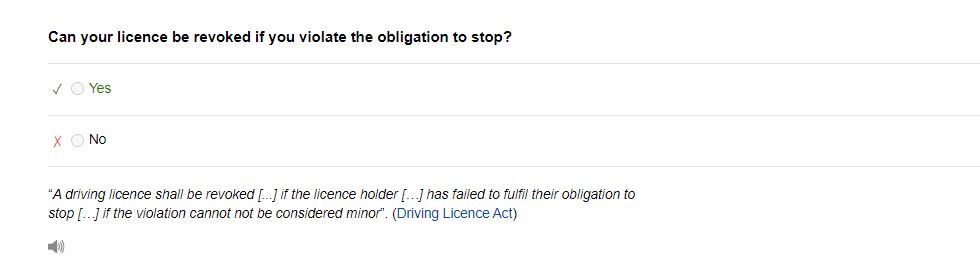 Can your licence be revoked if you violate the obligation to stop?
✓ Yes
✗ No
“A driving licence shall be revoked [...] if the licence holder […] has failed to fulfil their obligation to
stop […] if the violation cannot not be considered minor”. (Driving Licence Act)